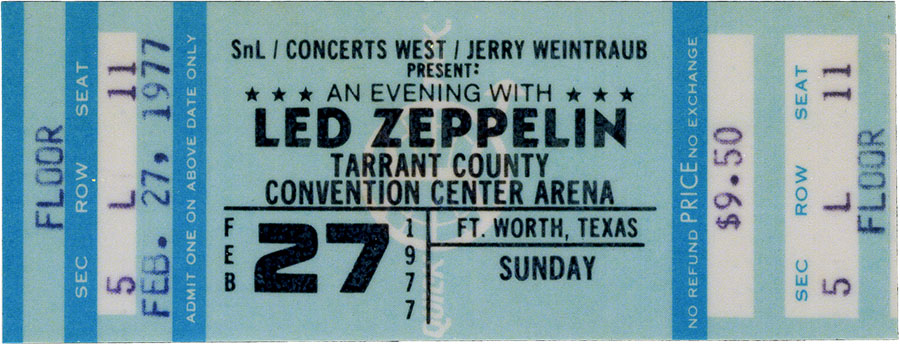 FLOOR
SEC ROW SEAT
5 L 11
FEB. 27, 1977
ADMIT ONE ON ABOVE DATE ONLY
SnL / CONCERTS WEST / JERRY WEINTRAUB
PRESENT:
★ ★ ★ AN EVENING WITH ★ ★ ★
LED ZEPPELIN
TARRANT COUNTY
CONVENTION CENTER ARENA
FEB 27 1977
FT. WORTH, TEXAS
SUNDAY
NO REFUND PRICE NO EXCHANGE
$9.50
SEC ROW SEAT
5 L 11
FLOOR